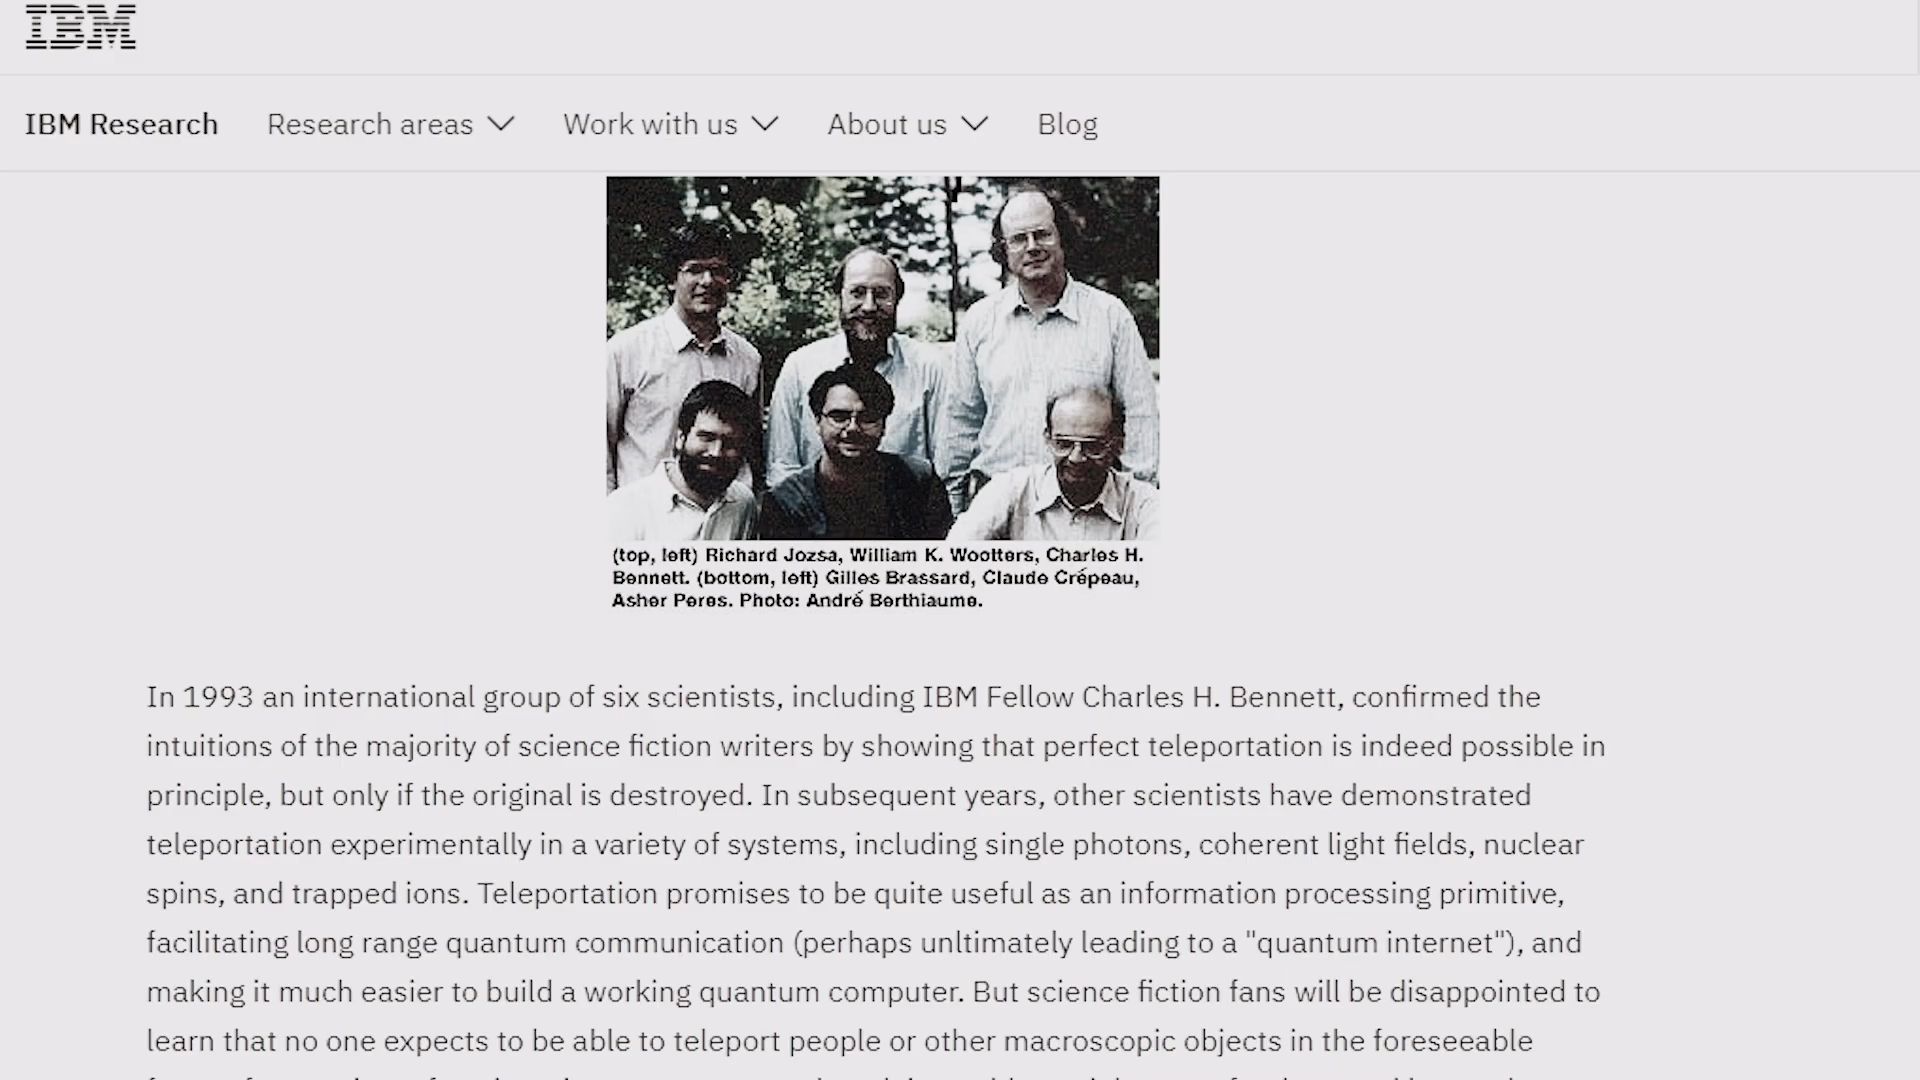 IBM
IBM Research Research areas Work with us About us Blog
(top, left) Richard Jozsa, William K. Wootters, Charles H.
Bennett. (bottom, left) Gilles Brassard, Claude Crépeau,
Asher Peres. Photo: André Berthiaume.
In 1993 an international group of six scientists, including IBM Fellow Charles H. Bennett, confirmed the
intuitions of the majority of science fiction writers by showing that perfect teleportation is indeed possible in
principle, but only if the original is destroyed. In subsequent years, other scientists have demonstrated
teleportation experimentally in a variety of systems, including single photons, coherent light fields, nuclear
spins, and trapped ions. Teleportation promises to be quite useful as an information processing primitive,
facilitating long range quantum communication (perhaps unltimately leading to a "quantum internet"), and
making it much easier to build a working quantum computer. But science fiction fans will be disappointed to
learn that no one expects to be able to teleport people or other macroscopic objects in the foreseeable